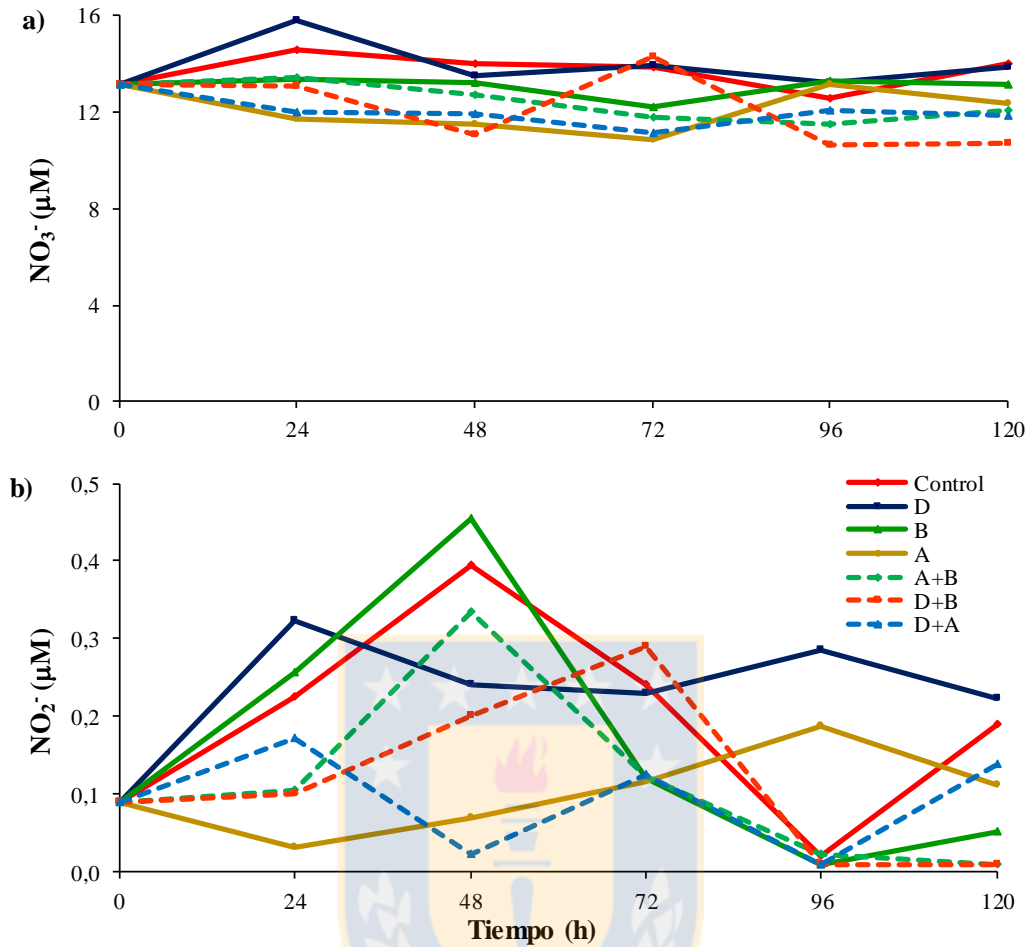 a)
16
12
8
4
0
NO₃⁻ (µM)
0 24 48 72 96 120
b)
0,5
0,4
0,3
0,2
0,1
0,0
NO₂⁻ (µM)
Control
D
B
A
A+B
D+B
D+A
0 24 48 72 96 120
Tiempo (h)